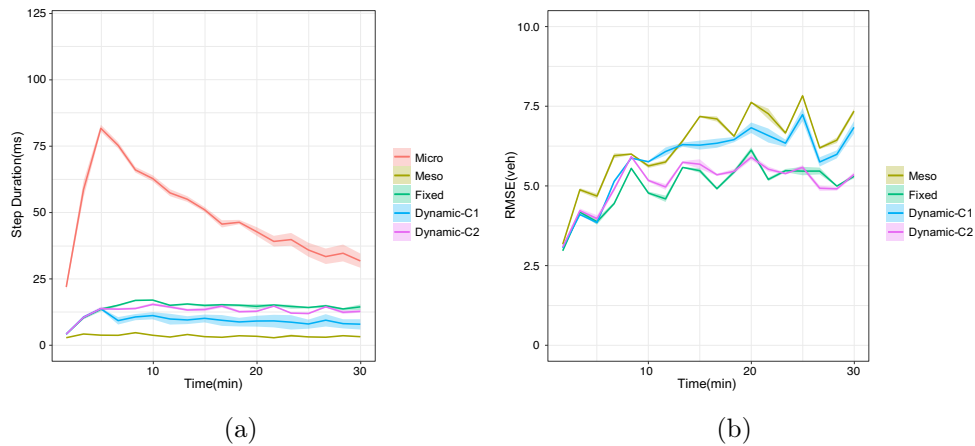 125
100
75
50
25
0
Step Duration(ms)
10
20
30
Time(min)
Micro
Meso
Fixed
Dynamic-C1
Dynamic-C2
(a)
10.0
7.5
5.0
2.5
0.0
RMSE(veh)
0
10
20
30
Time(min)
Meso
Fixed
Dynamic-C1
Dynamic-C2
(b)